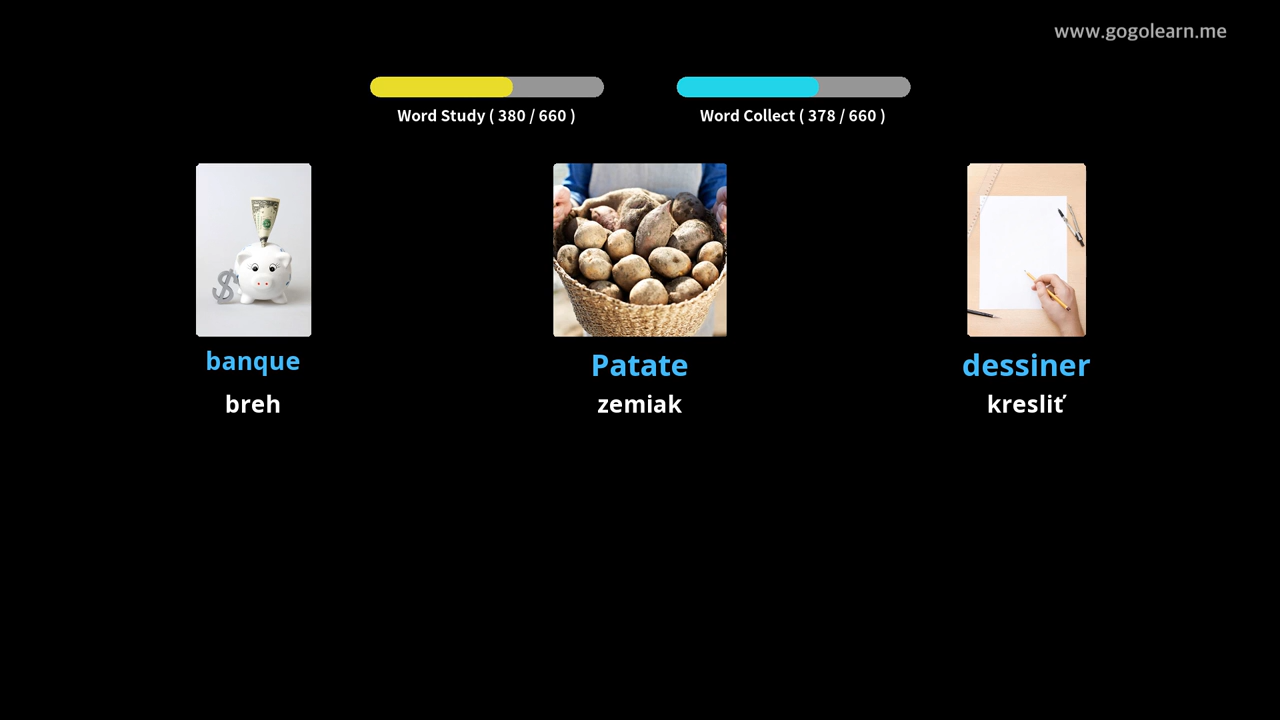 www.gogolearn.me
Word Study ( 380 / 660 )
Word Collect ( 378 / 660 )
banque
Patate
dessiner
breh
zemiak
kresliť